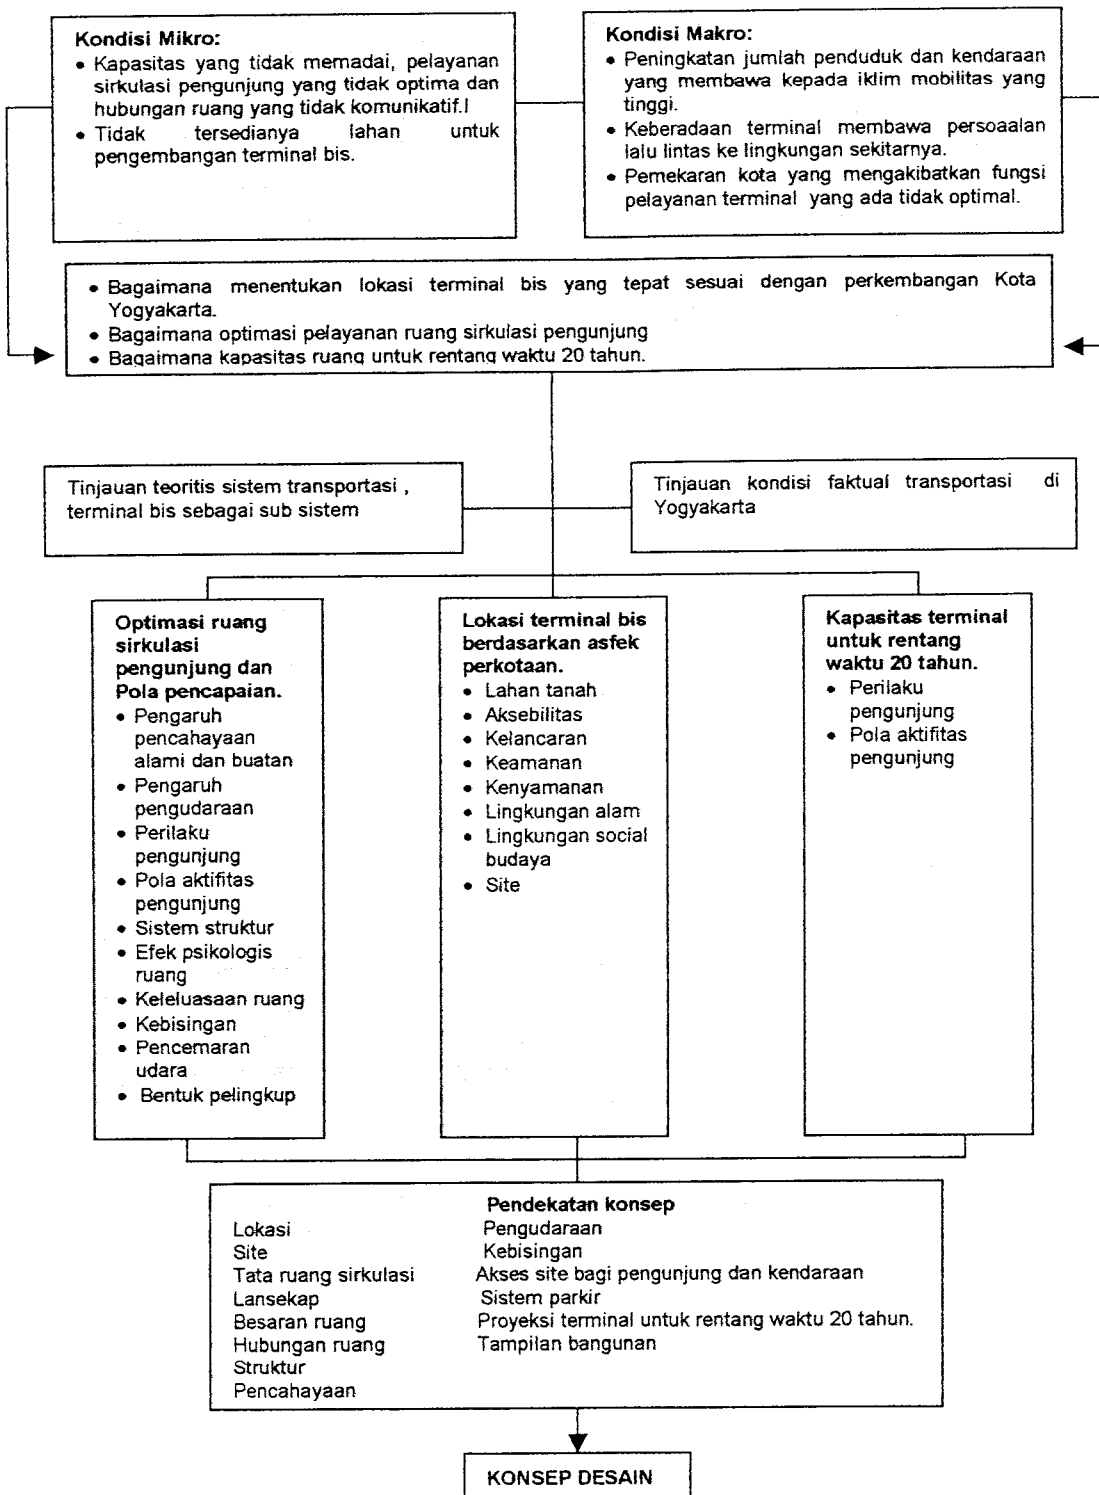 Kondisi Mikro:
• Kapasitas yang tidak memadai, pelayanan
sirkulasi pengunjung yang tidak optima dan
hubungan ruang yang tidak komunikatif.l
• Tidak tersedianya lahan untuk
pengembangan terminal bis.
Kondisi Makro:
• Peningkatan jumlah penduduk dan kendaraan
yang membawa kepada iklim mobilitas yang
tinggi.
• Keberadaan terminal membawa persoaalan
lalu lintas ke lingkungan sekitarnya.
• Pemekaran kota yang mengakibatkan fungsi
pelayanan terminal yang ada tidak optimal.
• Bagaimana menentukan lokasi terminal bis yang tepat sesuai dengan perkembangan Kota
Yogyakarta.
• Bagaimana optimasi pelayanan ruang sirkulasi pengunjung
• Bagaimana kapasitas ruang untuk rentang waktu 20 tahun.
Tinjauan teoritis sistem transportasi ,
terminal bis sebagai sub sistem
Tinjauan kondisi faktual transportasi di
Yogyakarta
Optimasi ruang
sirkulasi
pengunjung dan
Pola pencapaian.
• Pengaruh
pencahayaan
alami dan buatan
• Pengaruh
pengudaraan
• Perilaku
pengunjung
• Pola aktifitas
pengunjung
• Sistem struktur
• Efek psikologis
ruang
• Keleluasaan ruang
• Kebisingan
• Pencemaran
udara
• Bentuk pelingkup
Lokasi terminal bis
berdasarkan asfek
perkotaan.
• Lahan tanah
• Aksebilitas
• Kelancaran
• Keamanan
• Kenyamanan
• Lingkungan alam
• Lingkungan social
budaya
• Site
Kapasitas terminal
untuk rentang
waktu 20 tahun.
• Perilaku
pengunjung
• Pola aktifitas
pengunjung
Pendekatan konsep
Lokasi
Site
Tata ruang sirkulasi
Lansekap
Besaran ruang
Hubungan ruang
Struktur
Pencahayaan
Pengudaraan
Kebisingan
Akses site bagi pengunjung dan kendaraan
Sistem parkir
Proyeksi terminal untuk rentang waktu 20 tahun.
Tampilan bangunan
KONSEP DESAIN